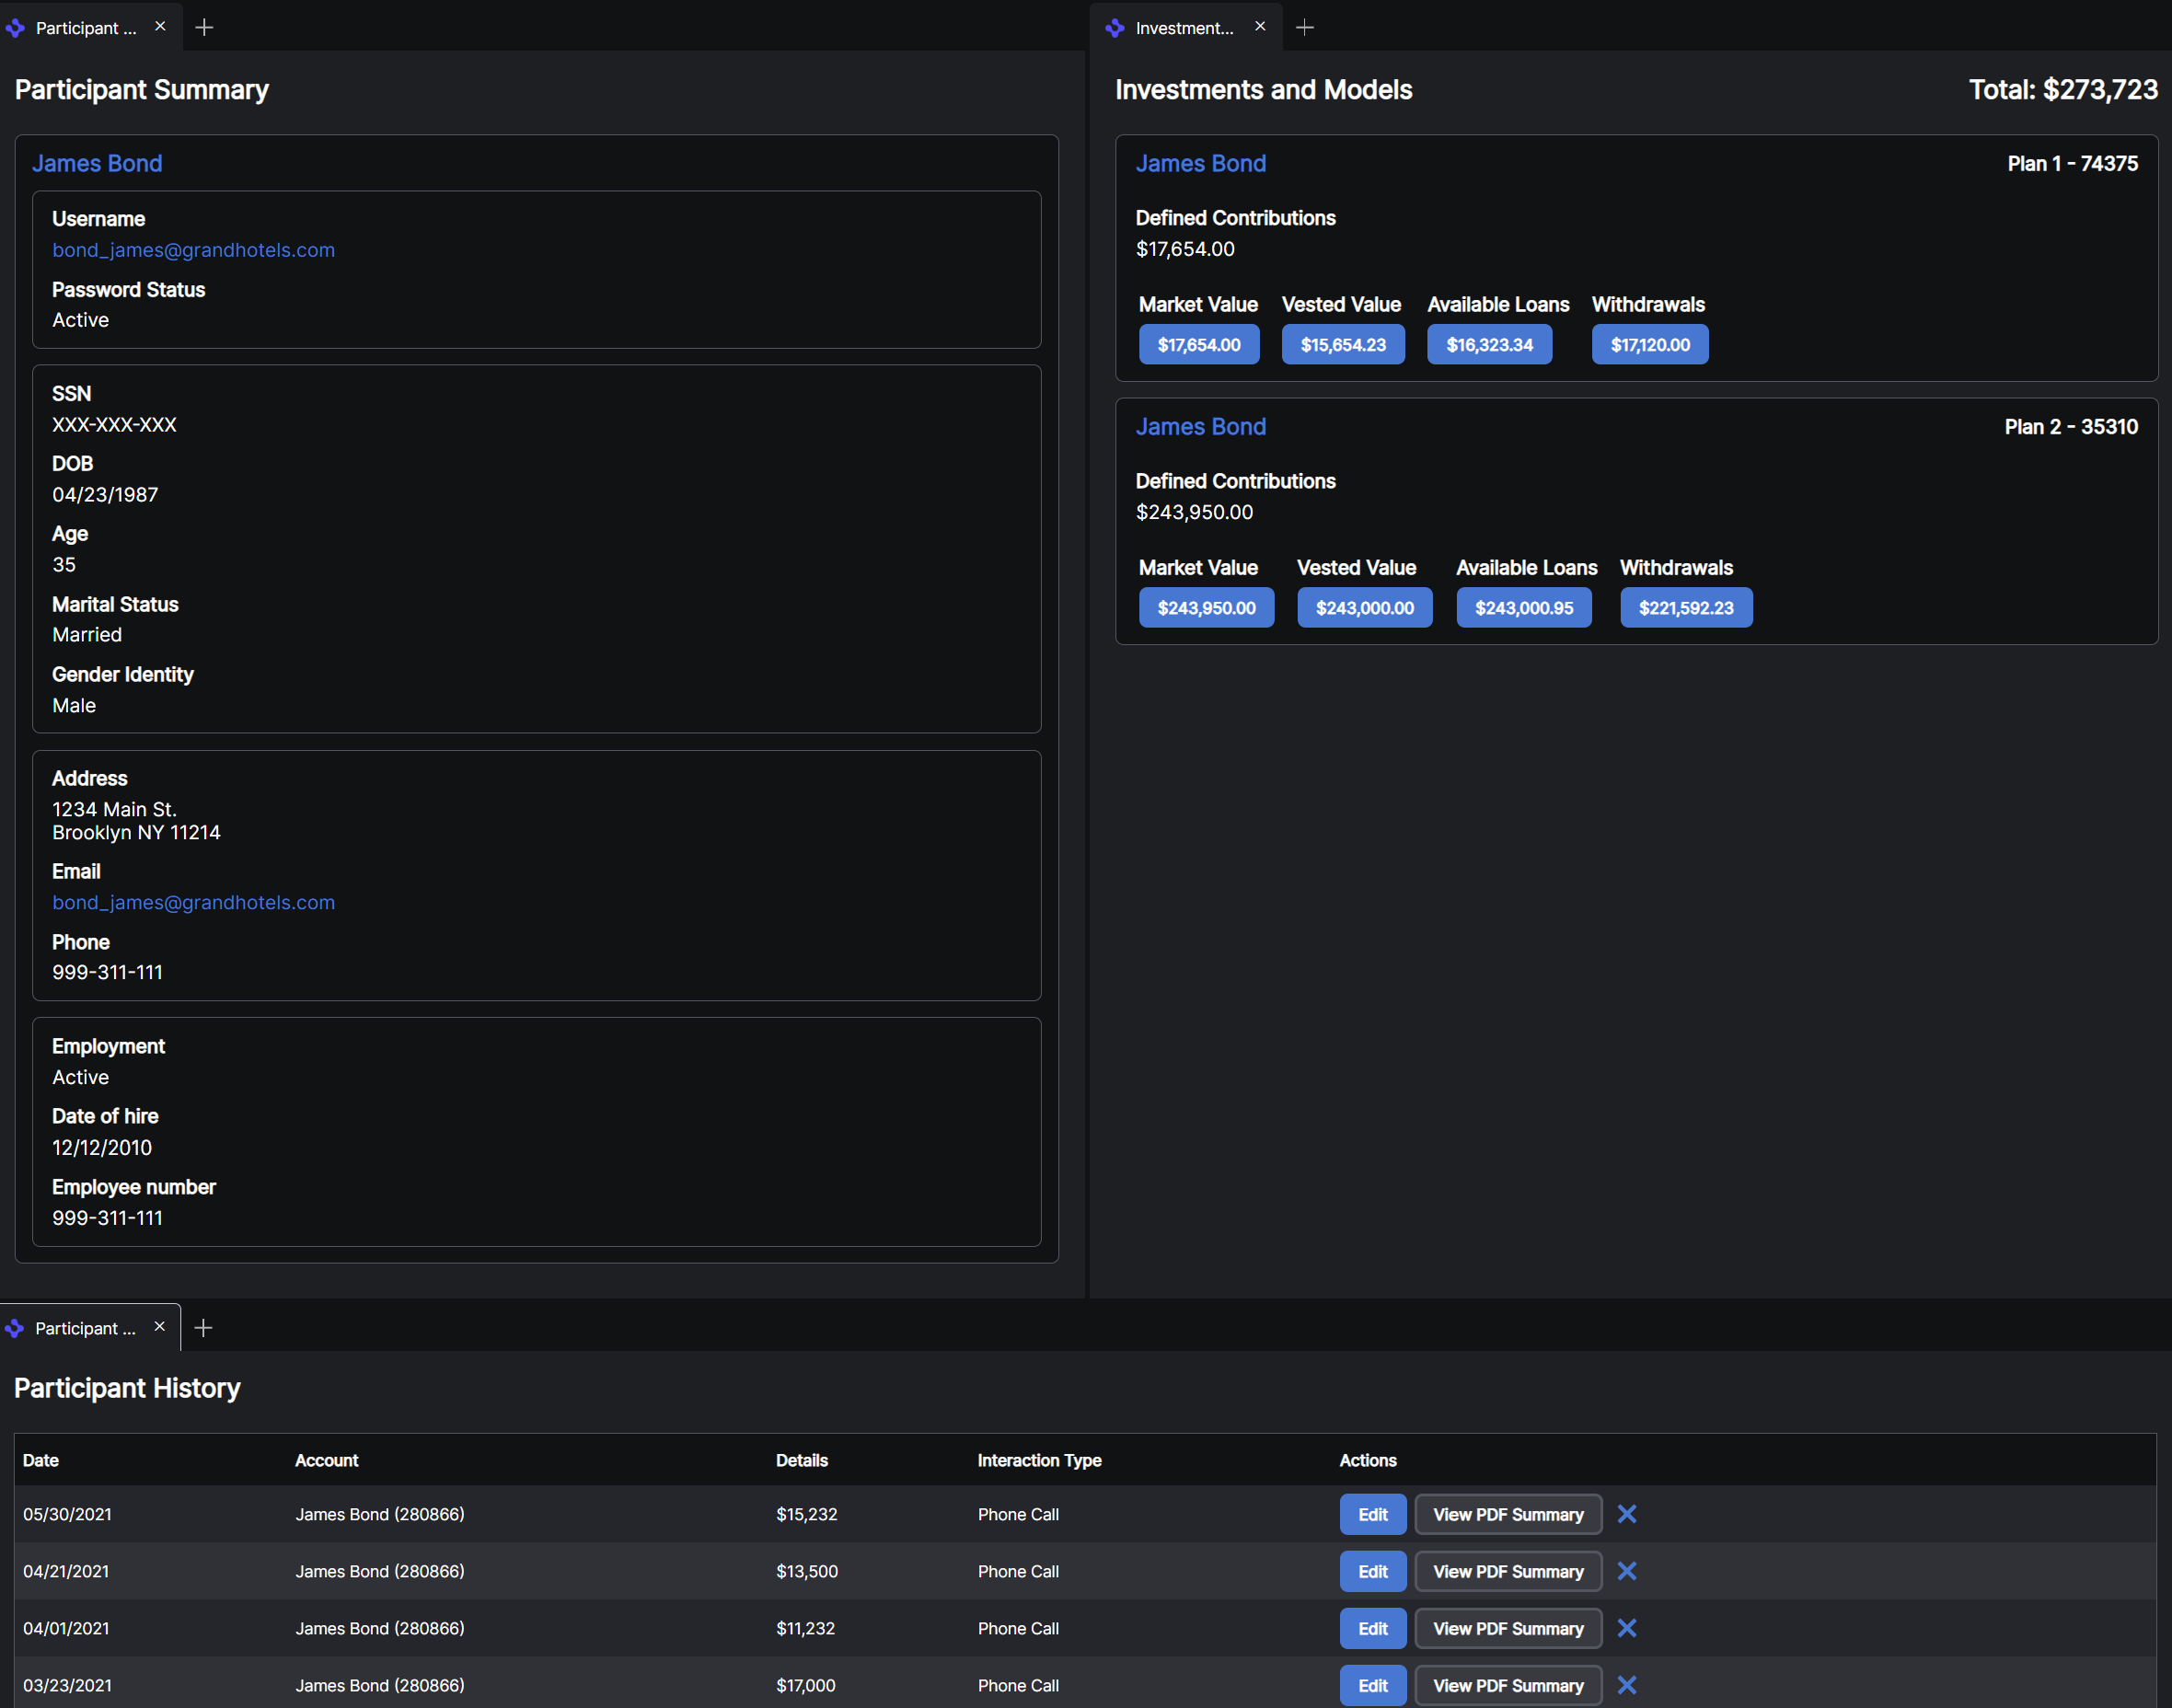 Participant ...
Participant Summary
James Bond
Username
bond_james@grandhotels.com
Password Status
Active
SSN
XXX-XXX-XXX
DOB
04/23/1987
Age
35
Marital Status
Married
Gender Identity
Male
Address
1234 Main St.
Brooklyn NY 11214
Email
bond_james@grandhotels.com
Phone
999-311-111
Employment
Active
Date of hire
12/12/2010
Employee number
999-311-111
Investment...
Investments and Models Total: $273,723
James Bond Plan 1 - 74375
Defined Contributions
$17,654.00
Market Value Vested Value Available Loans Withdrawals
$17,654.00 $15,654.23 $16,323.34 $17,120.00
James Bond Plan 2 - 35310
Defined Contributions
$243,950.00
Market Value Vested Value Available Loans Withdrawals
$243,950.00 $243,000.00 $243,000.95 $221,592.23
Participant ...
Participant History
Date Account Details Interaction Type Actions
05/30/2021 James Bond (280866) $15,232 Phone Call Edit View PDF Summary
04/21/2021 James Bond (280866) $13,500 Phone Call Edit View PDF Summary
04/01/2021 James Bond (280866) $11,232 Phone Call Edit View PDF Summary
03/23/2021 James Bond (280866) $17,000 Phone Call Edit View PDF Summary